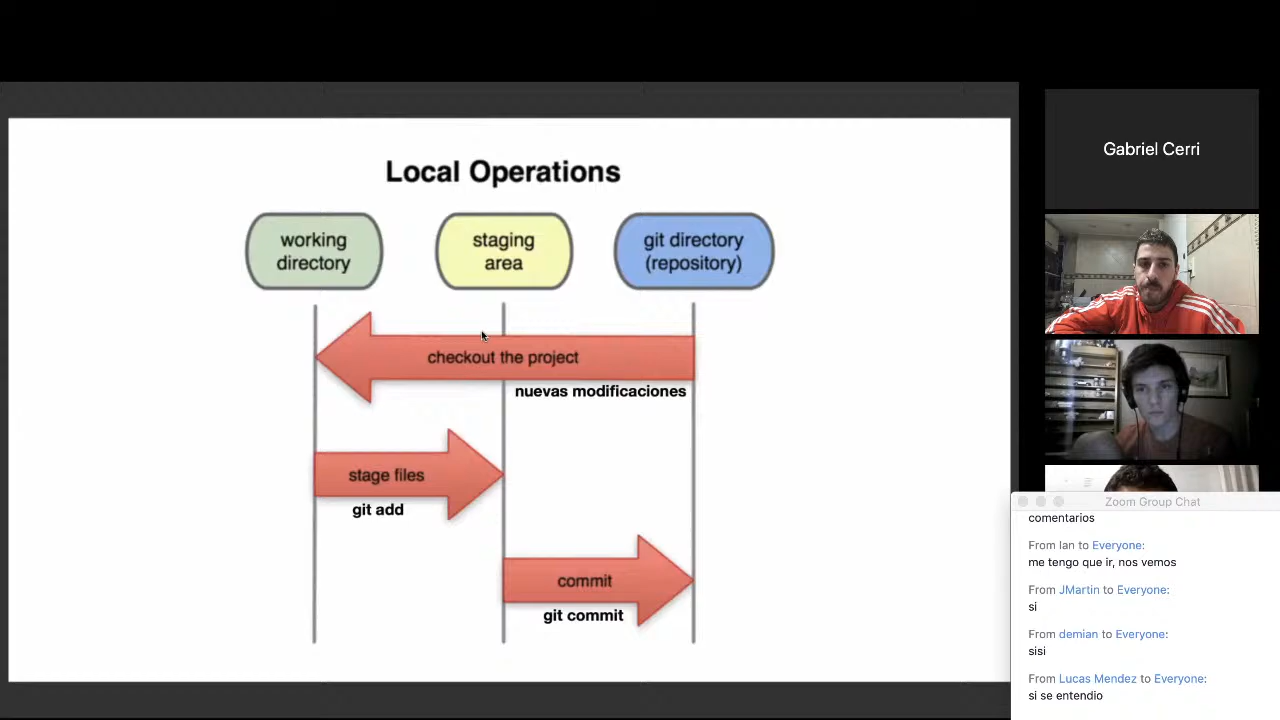 Local Operations
working
directory
staging
area
git directory
(repository)
checkout the project
nuevas modificaciones
stage files
git add
commit
git commit
Gabriel Cerri
Zoom Group Chat
comentarios
From Ian to Everyone:
me tengo que ir, nos vemos
From JMartin to Everyone:
si
From demian to Everyone:
sisi
From Lucas Mendez to Everyone:
si se entendio